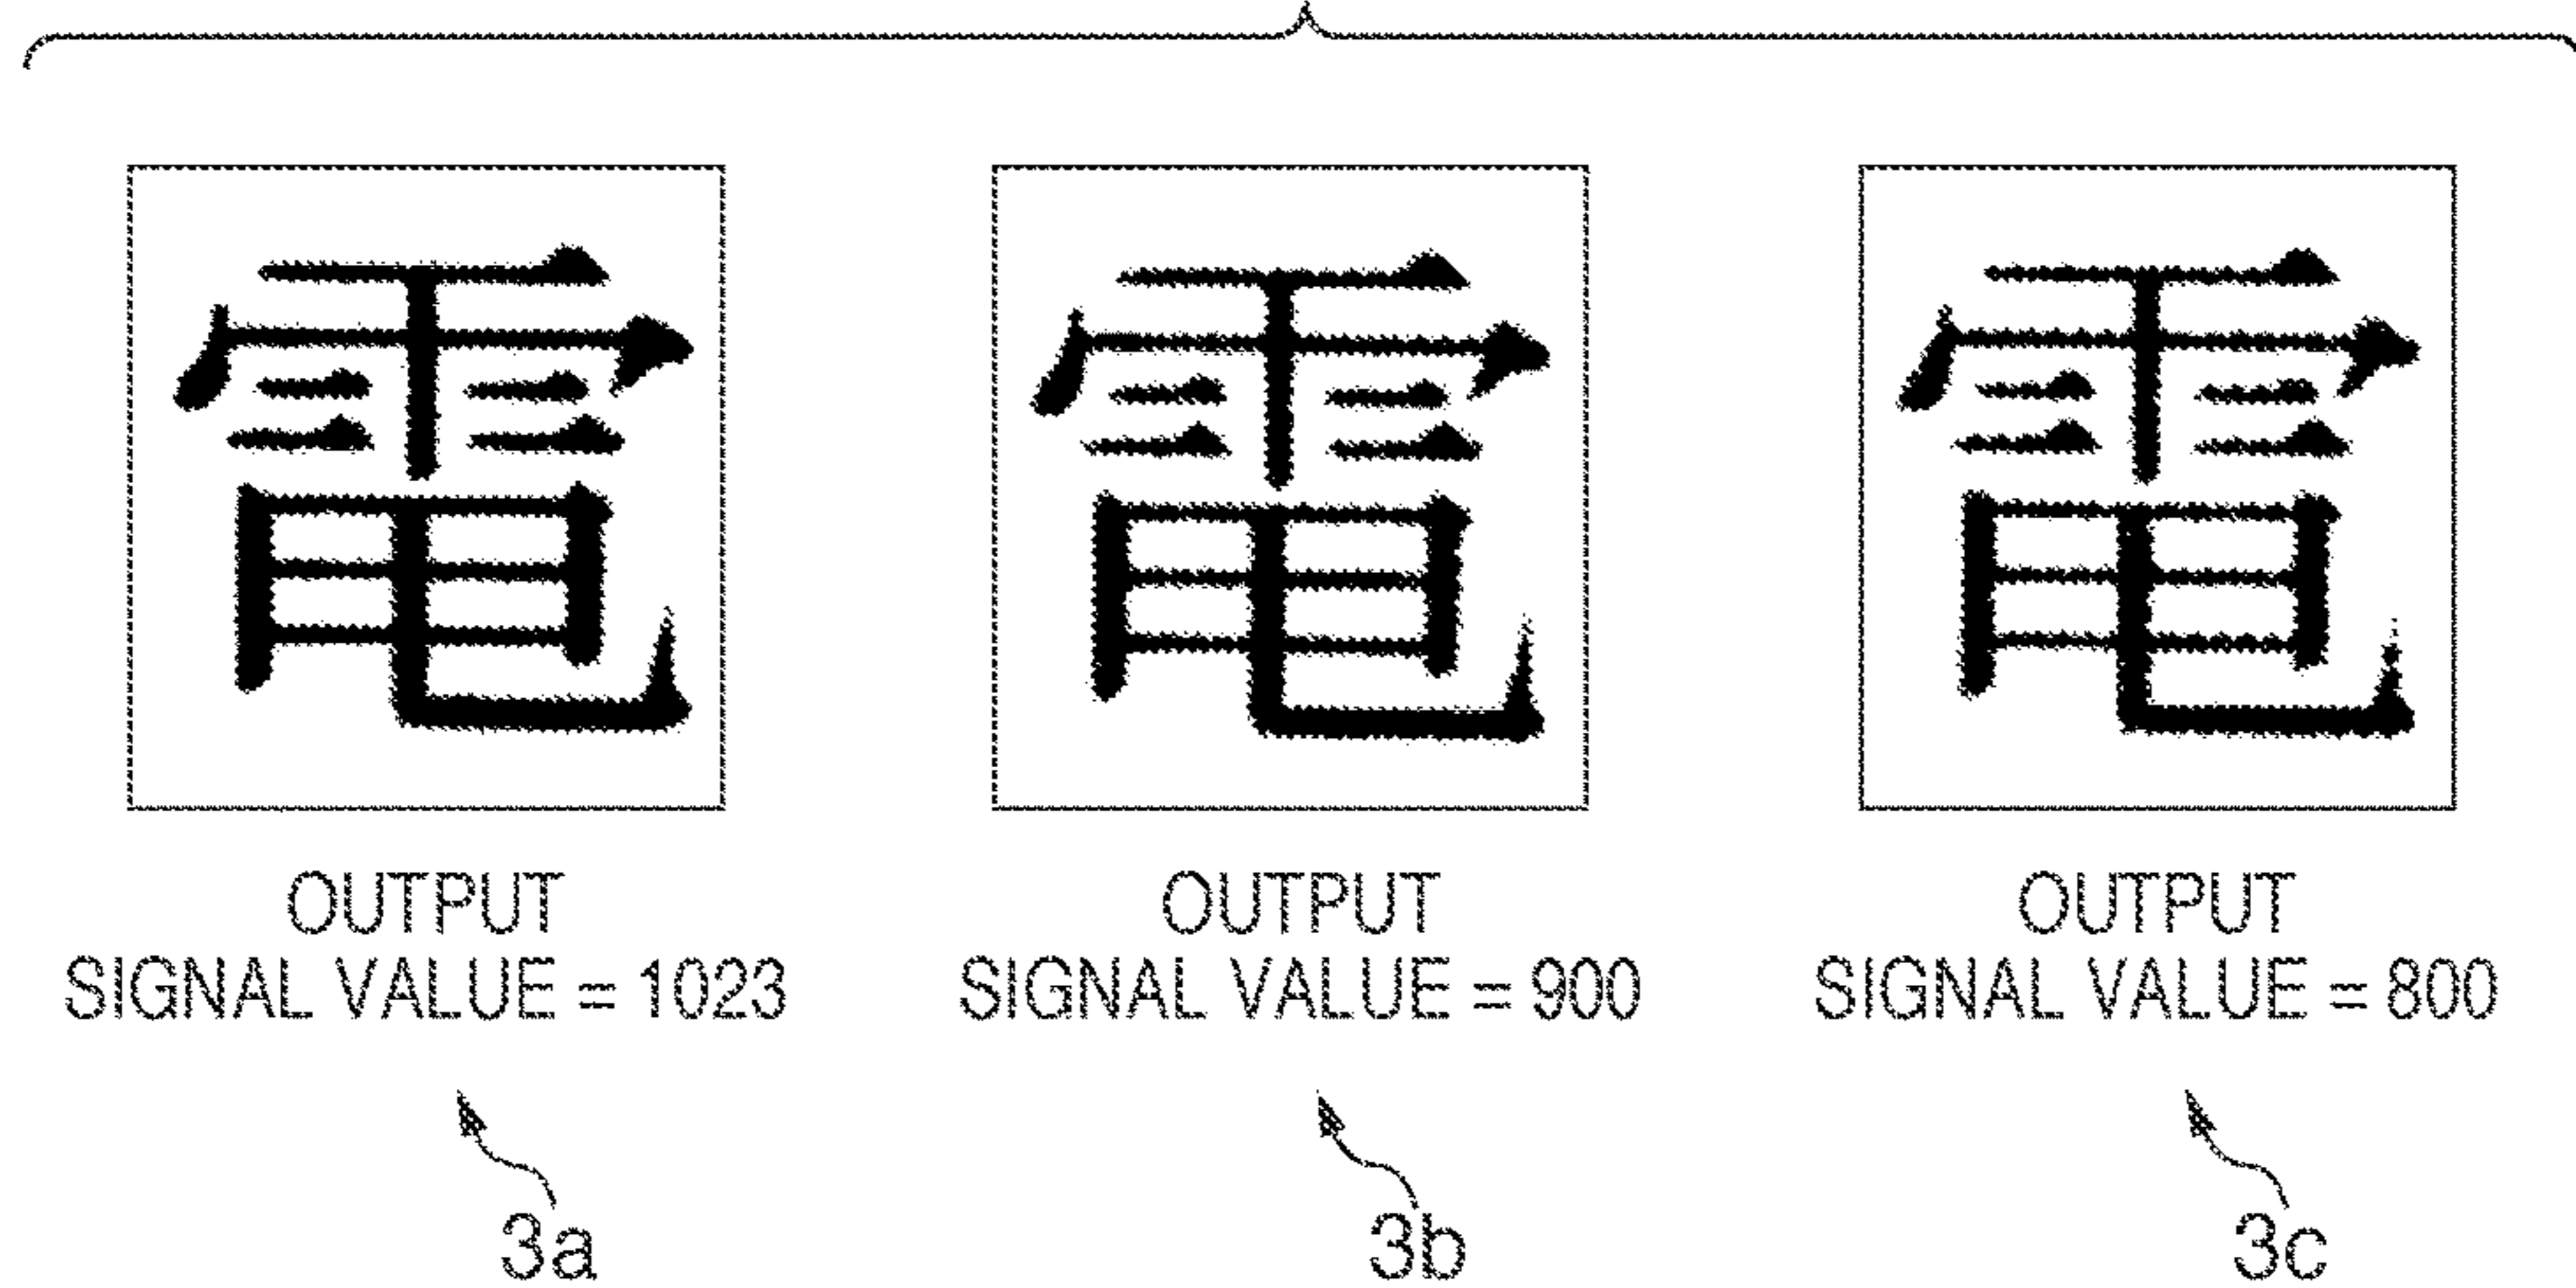 電 電 電
OUTPUT SIGNAL VALUE = 1023
OUTPUT SIGNAL VALUE = 900
OUTPUT SIGNAL VALUE = 800
3a 3b 3c